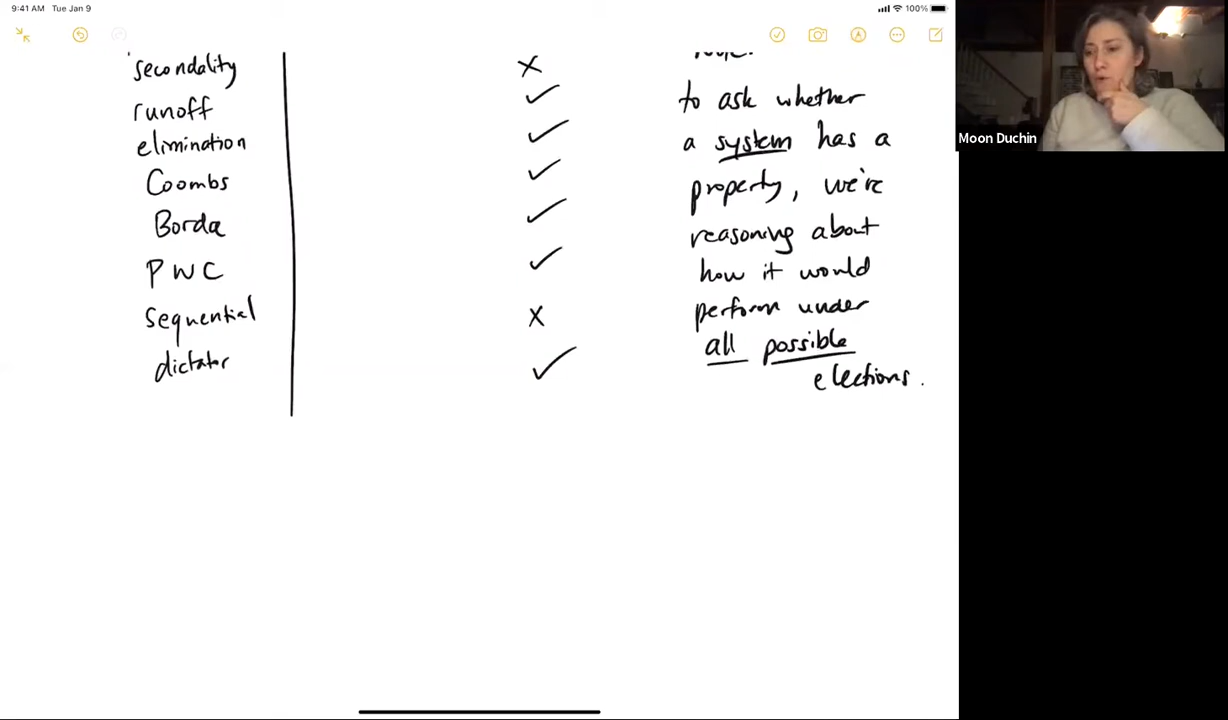 9:41 AM Tue Jan 9
100%
secondality X
runoff ✓
elimination ✓
Coombs ✓
Borda ✓
PWC ✓
sequential X
dictator ✓
to ask whether
a system has a
property, we're
reasoning about
how it would
perform under
all possible
elections.
Moon Duchin